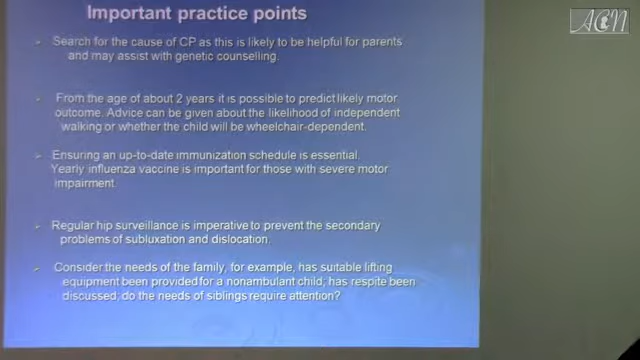 Important practice points
Search for the cause of CP as this is likely to be helpful for parents
and may assist with genetic counselling.
From the age of about 2 years it is possible to predict likely motor
outcome. Advice can be given about the likelihood of independent
walking or whether the child will be wheelchair-dependent.
Ensuring an up-to-date immunization schedule is essential.
Yearly influenza vaccine is important for those with severe motor
impairment.
Regular hip surveillance is imperative to prevent the secondary
problems of subluxation and dislocation.
Consider the needs of the family, for example, has suitable lifting
equipment been provided for a nonambulant child; has respite been
discussed; do the needs of siblings require attention?
ACN